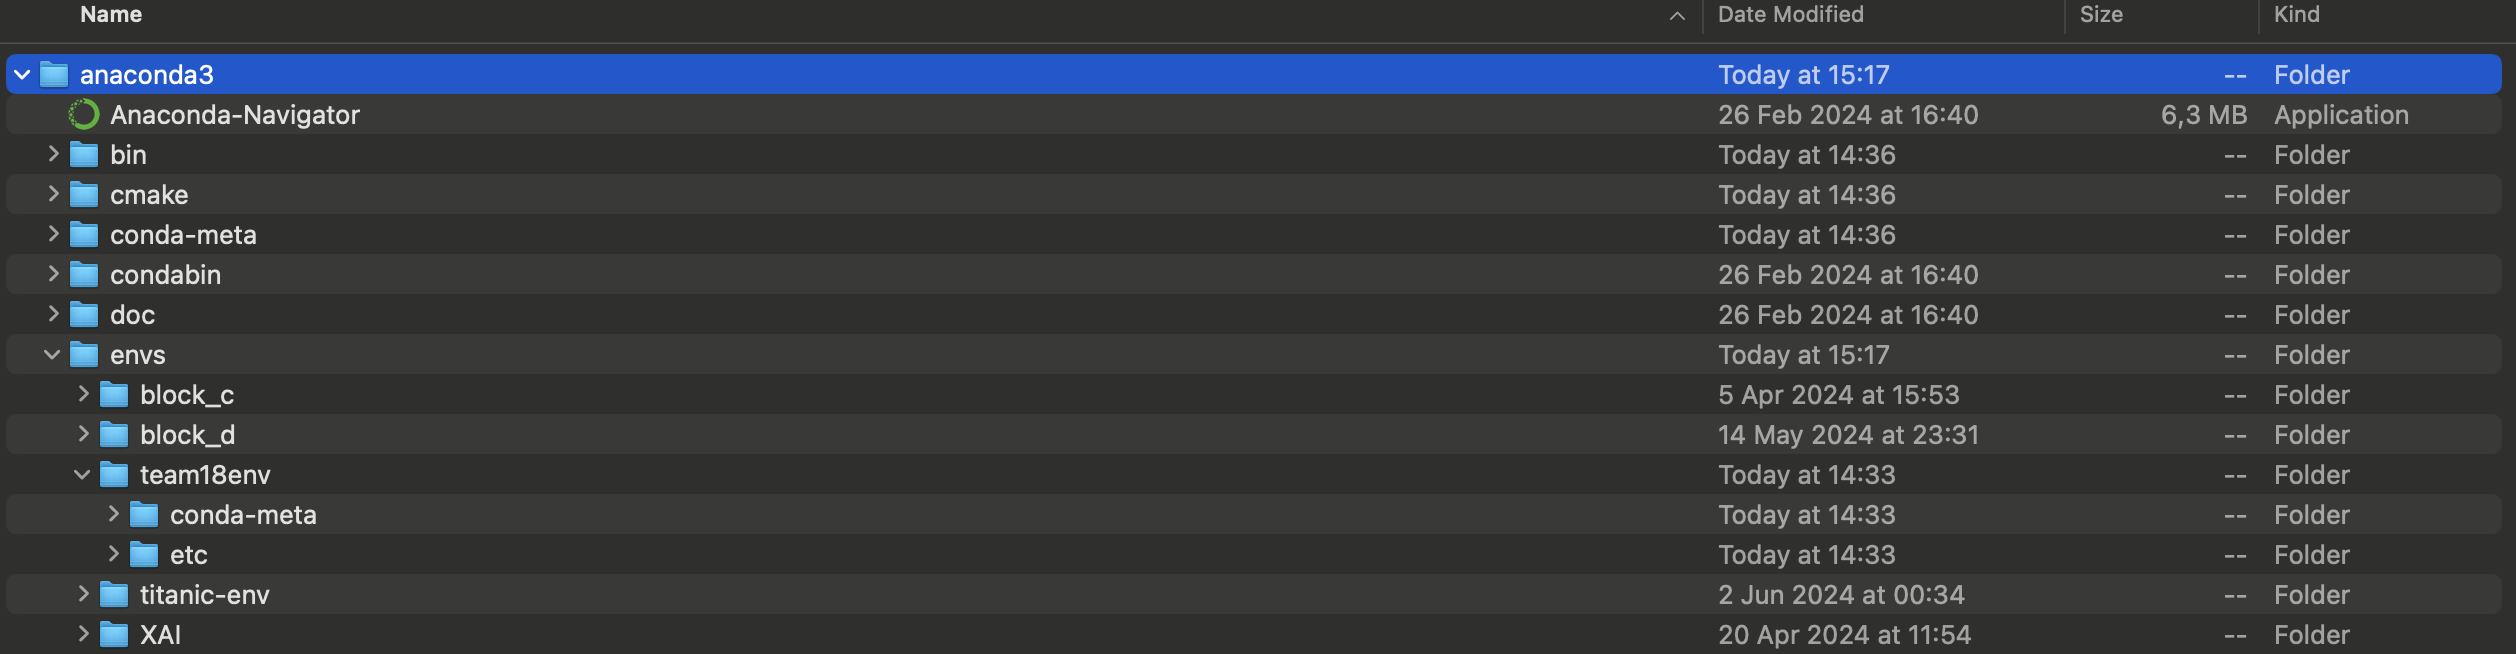 Name Date Modified Size Kind
anaconda3 Today at 15:17 -- Folder
Anaconda-Navigator 26 Feb 2024 at 16:40 6,3 MB Application
bin Today at 14:36 -- Folder
cmake Today at 14:36 -- Folder
conda-meta Today at 14:36 -- Folder
condabin 26 Feb 2024 at 16:40 -- Folder
doc 26 Feb 2024 at 16:40 -- Folder
envs Today at 15:17 -- Folder
block_c 5 Apr 2024 at 15:53 -- Folder
block_d 14 May 2024 at 23:31 -- Folder
team18env Today at 14:33 -- Folder
conda-meta Today at 14:33 -- Folder
etc Today at 14:33 -- Folder
titanic-env 2 Jun 2024 at 00:34 -- Folder
XAI 20 Apr 2024 at 11:54 -- Folder